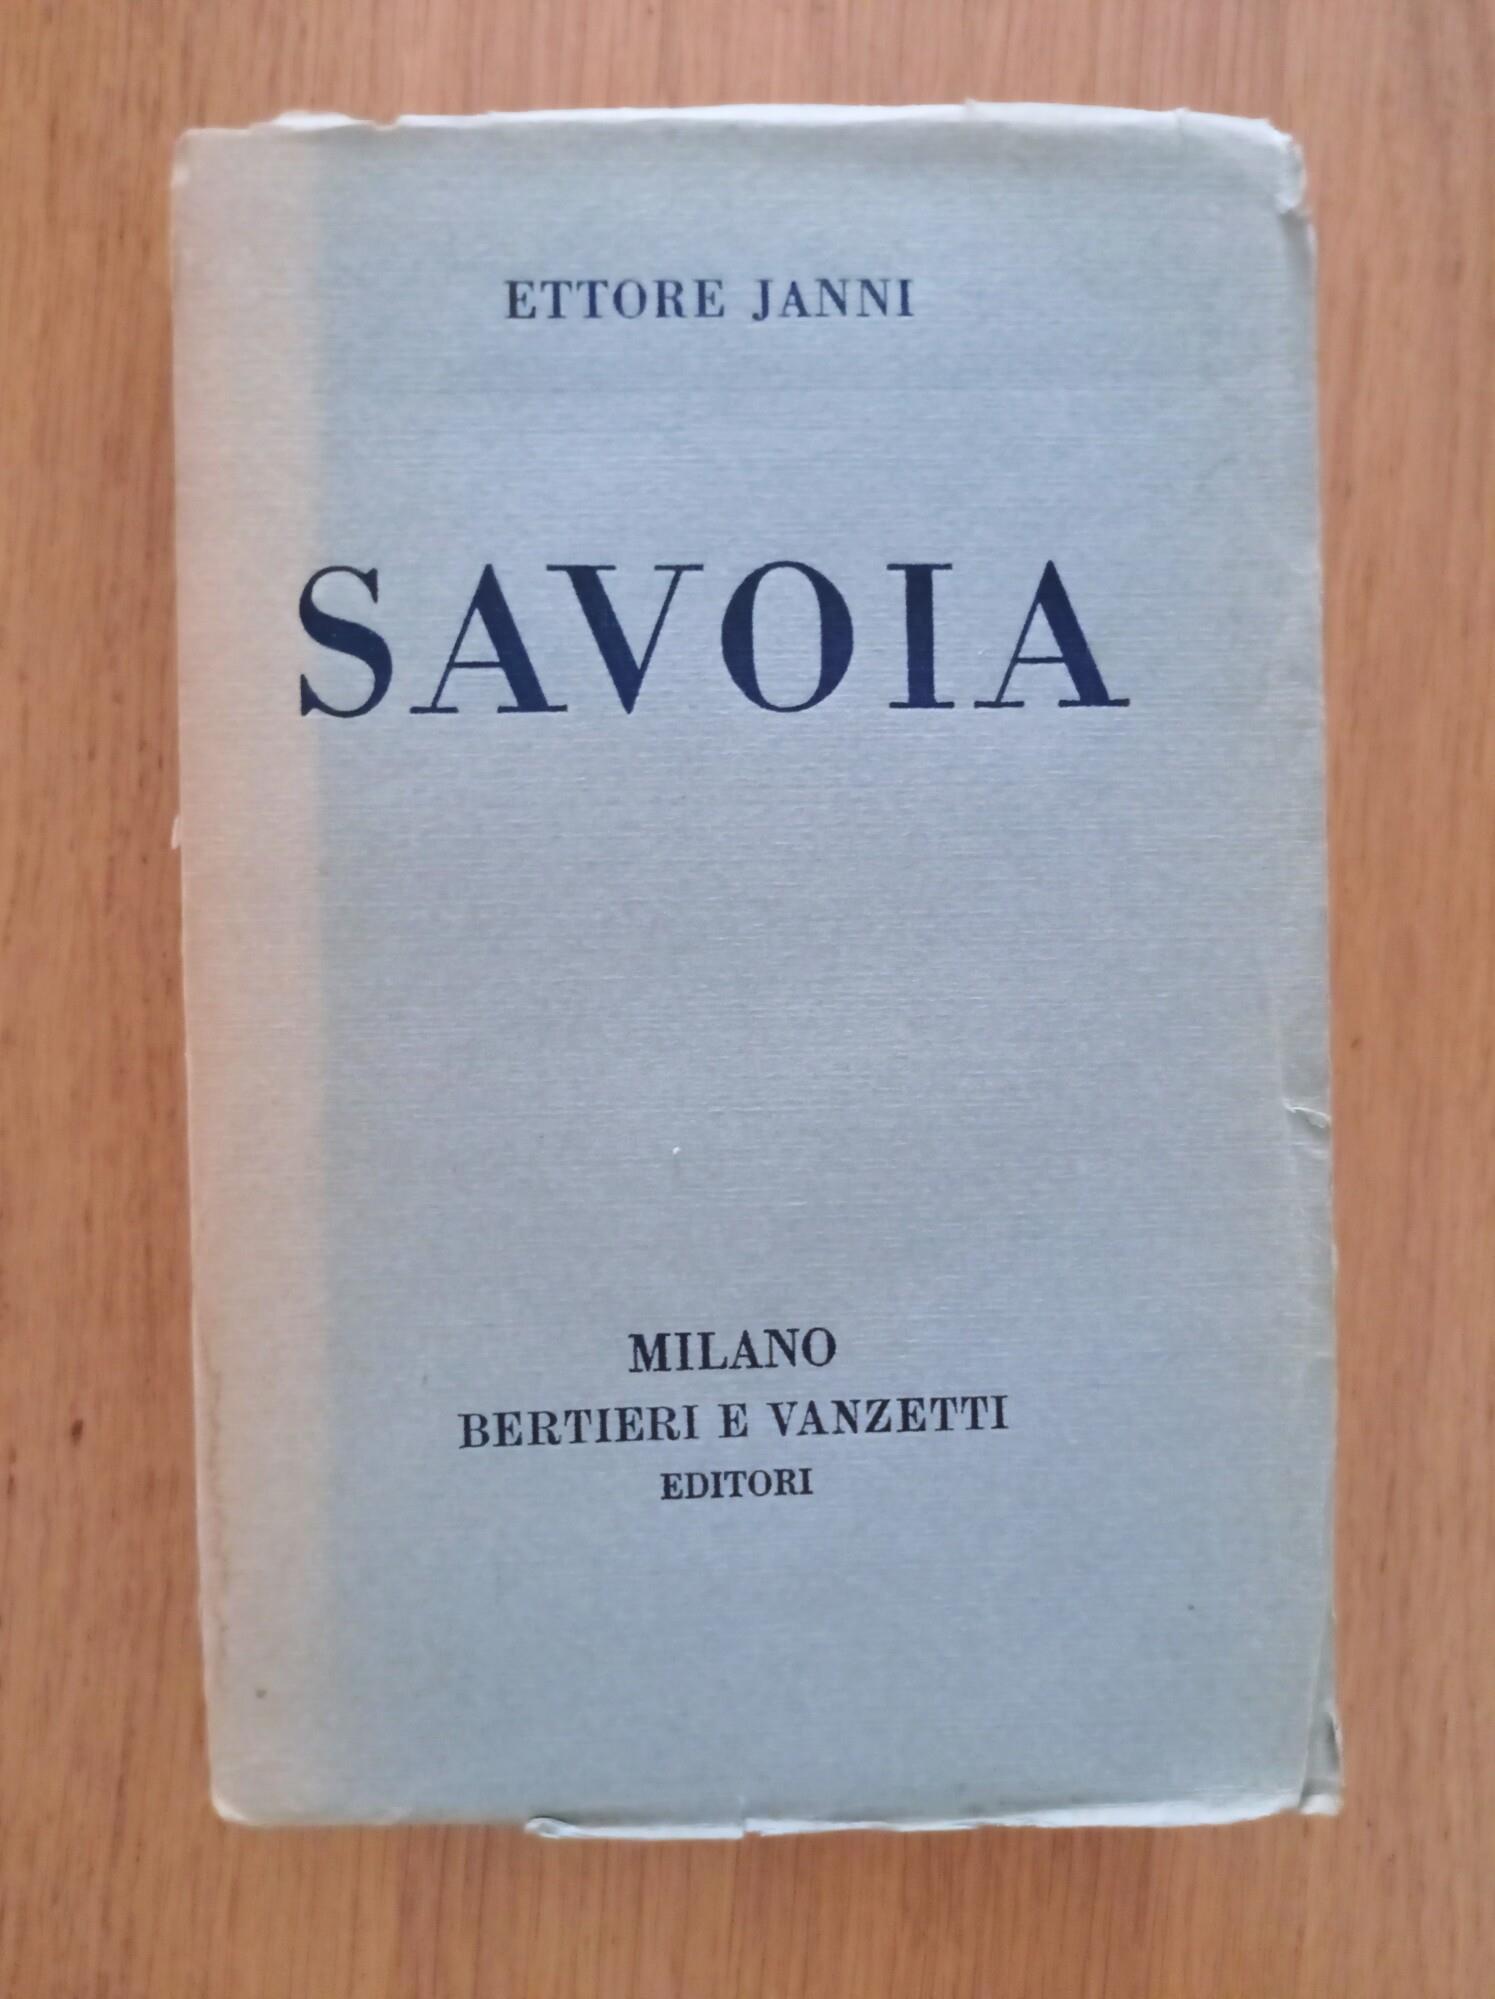 ETTORE JANNI
SAVOIA
MILANO
BERTIERI E VANZETTI
EDITORI